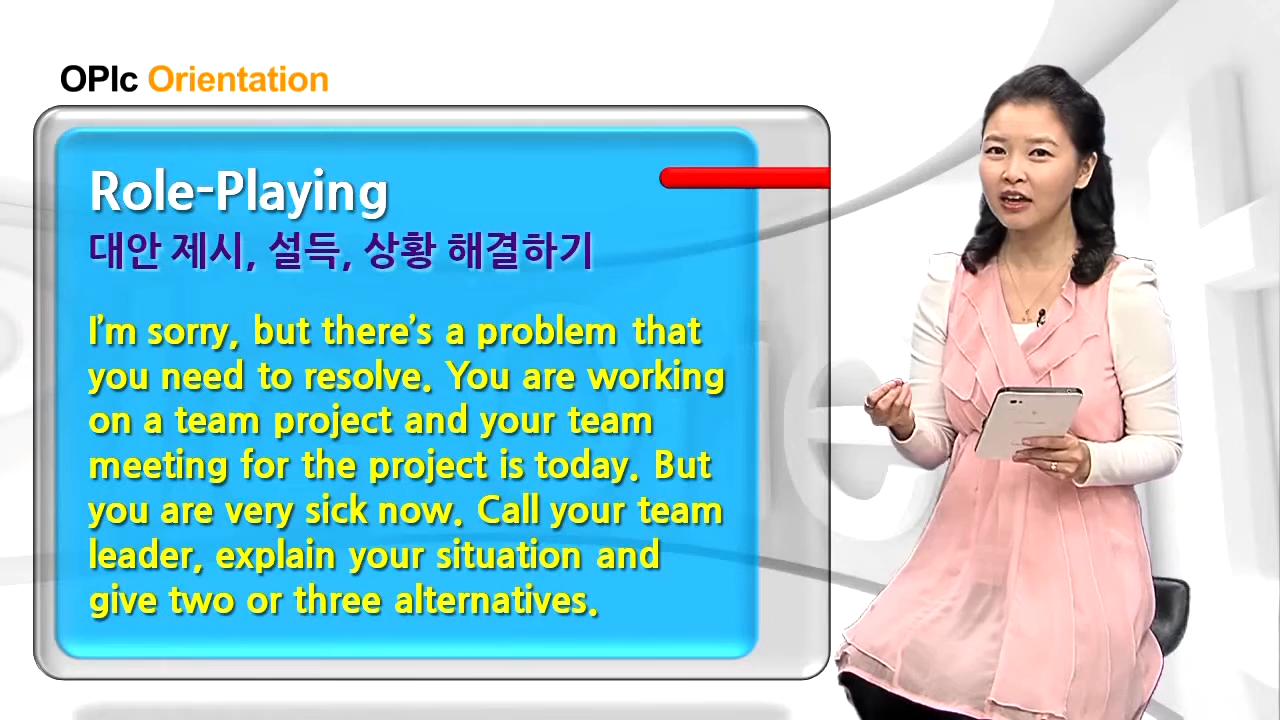 OPIc Orientation
Role-Playing
대안 제시, 설득, 상황 해결하기
I'm sorry, but there's a problem that
you need to resolve. You are working
on a team project and your team
meeting for the project is today. But
you are very sick now. Call your team
leader, explain your situation and
give two or three alternatives.